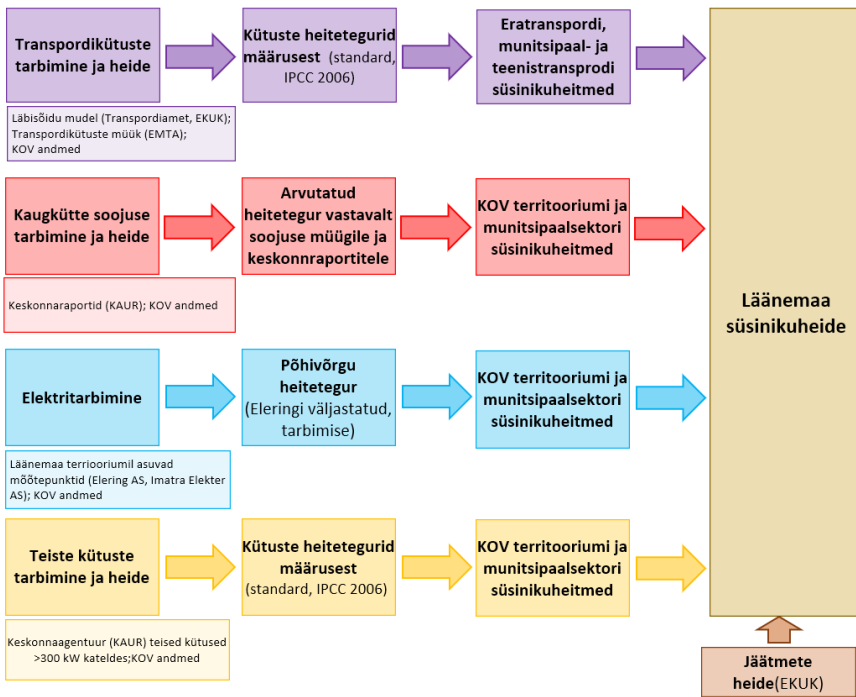 Transpordikütuste
tarbimine ja heide
Kütuste heitetegurid
määrusest (standard,
IPCC 2006)
Eratranspordi,
munitsipaal- ja
teenistransprodi
süsinikuheitmed
Läbisõidu mudel (Transpordiamet, EKUK);
Transpordikütuste müük (EMTA);
KOV andmed
Kaugkütte soojuse
tarbimine ja heide
Arvutatud
heitetegur vastavalt
soojuse müügile ja
keskonnraportitele
KOV territooriumi ja
munitsipaalsektori
süsinikuheitmed
Keskonnaraportid (KAUR); KOV andmed
Läänemaa
süsinikuheide
Elektritarbimine
Põhivõrgu
heitetegur
(Eleringi väljastatud,
tarbimise)
KOV territooriumi ja
munitsipaalsektori
süsinikuheitmed
Läänemaa terriooriumil asuvad
mõõtepunktid (Elering AS, Imatra Elekter
AS); KOV andmed
Teiste kütuste
tarbimine ja heide
Kütuste heitetegurid
määrusest
(standard, IPCC 2006)
KOV territooriumi ja
munitsipaalsektori
süsinikuheitmed
Keskonnaagentuur (KAUR) teised kütused
>300 kW kateldes;KOV andmed
Jäätmete
heide(EKUK)